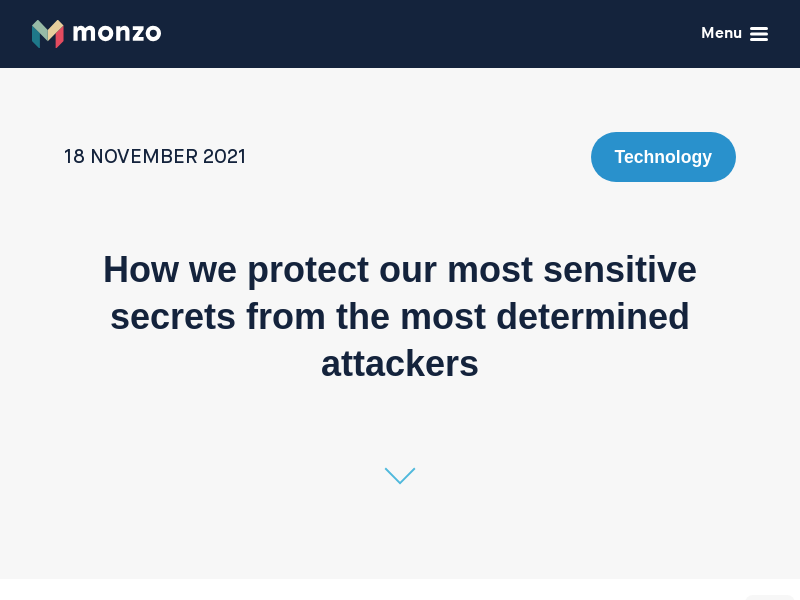 monzo
Menu
18 NOVEMBER 2021
Technology
How we protect our most sensitive
secrets from the most determined
attackers